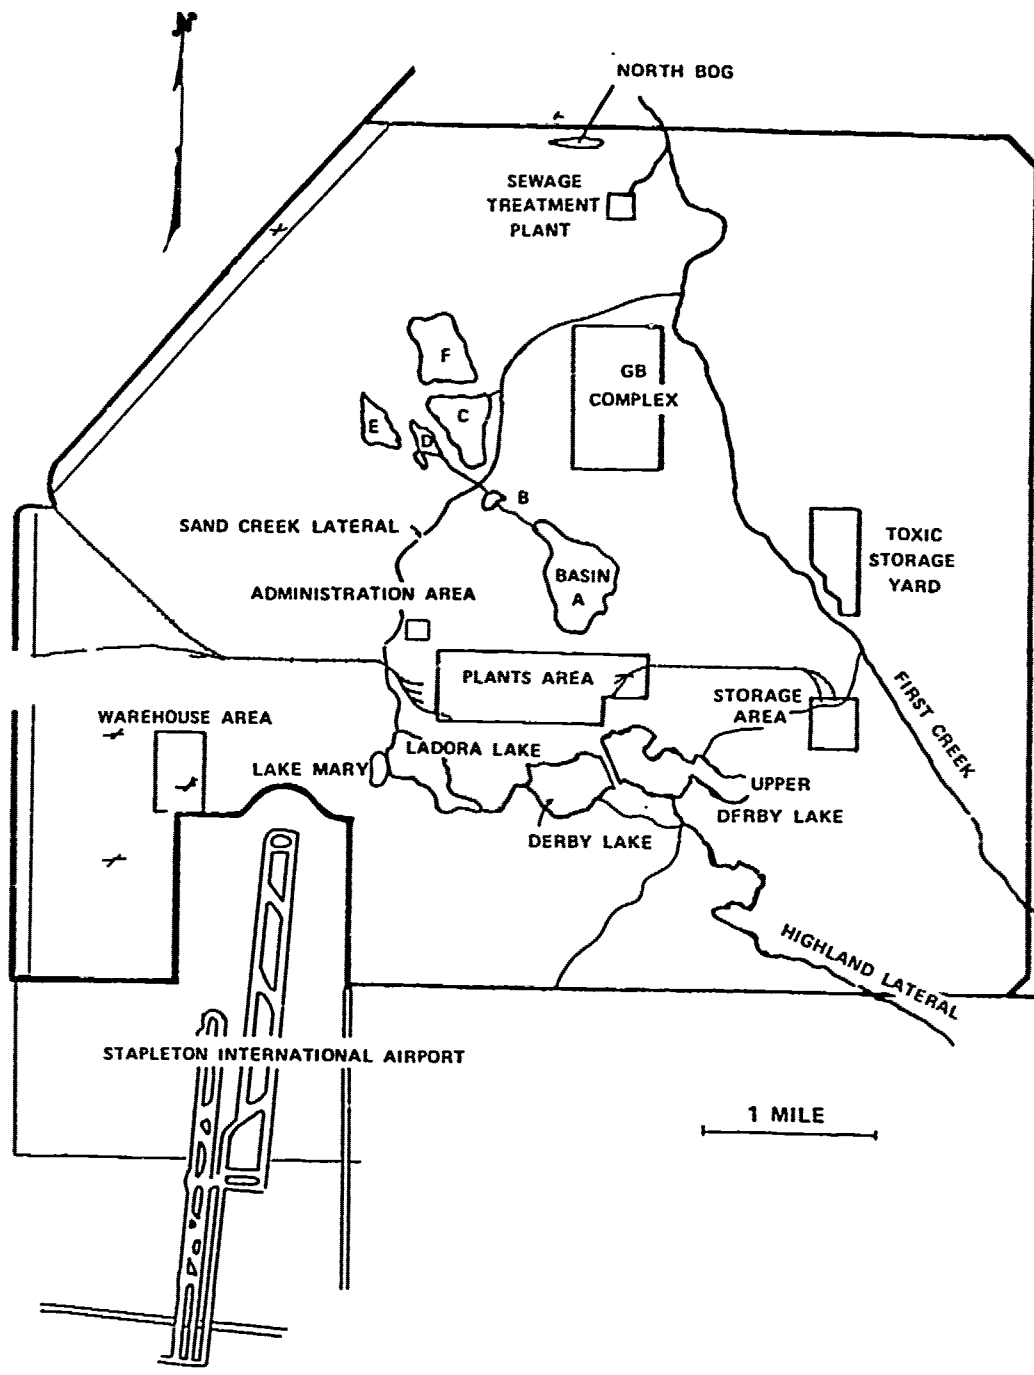 N
NORTH BOG
SEWAGE
TREATMENT
PLANT
F
GB
COMPLEX
C
E
D
B
SAND CREEK LATERAL
TOXIC
STORAGE
YARD
BASIN
A
ADMINISTRATION AREA
PLANTS AREA
STORAGE
AREA
FIRST CREEK
WAREHOUSE AREA
LADORA LAKE
LAKE MARY
UPPER
DERBY LAKE
DERBY LAKE
HIGHLAND LATERAL
STAPLETON INTERNATIONAL AIRPORT
1 MILE